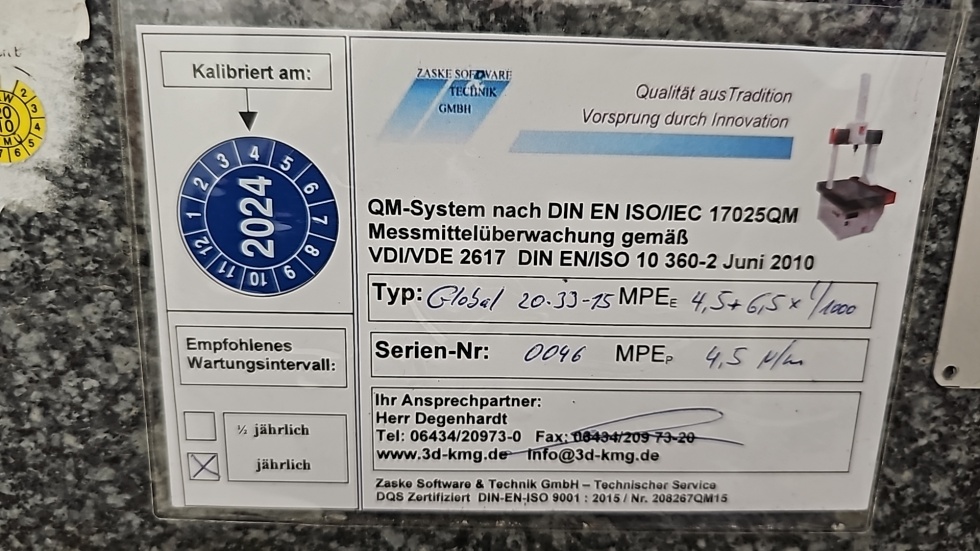 Kalibriert am:
1 2 3 4 5 6 7 8 9 10 11 12
2024
ZASKE SOFTWARE
TECHNIK
GMBH
Qualität aus Tradition
Vorsprung durch Innovation
QM-System nach DIN EN ISO/IEC 17025QM
Messmittelüberwachung gemäß
VDI/VDE 2617 DIN EN/ISO 10 360-2 Juni 2010
Typ: Global 20-33-15 MPEE 4,5+6,5 x L/1000
Serien-Nr: 0046 MPEP 4,5 µ/m
Empfohlenes
Wartungsintervall:
½ jährlich
jährlich
Ihr Ansprechpartner:
Herr Degenhardt
Tel: 06434/20973-0 Fax: 06434/209 73-20
www.3d-kmg.de Info@3d-kmg.de
Zaske Software & Technik GmbH – Technischer Service
DQS Zertifiziert DIN-EN-ISO 9001 : 2015 / Nr. 208267QM15